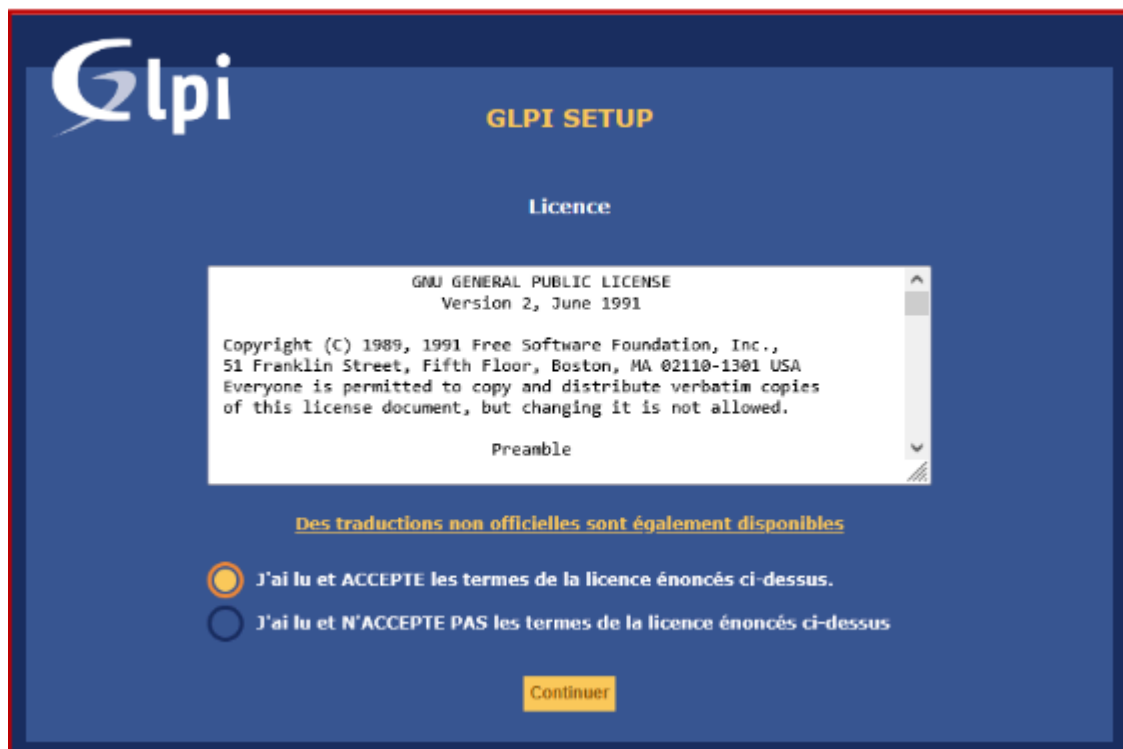 Glpi
GLPI SETUP
Licence
GNU GENERAL PUBLIC LICENSE
Version 2, June 1991
Copyright (C) 1989, 1991 Free Software Foundation, Inc.,
51 Franklin Street, Fifth Floor, Boston, MA 02110-1301 USA
Everyone is permitted to copy and distribute verbatim copies
of this license document, but changing it is not allowed.
Preamble
Des traductions non officielles sont également disponibles
J'ai lu et ACCEPTE les termes de la licence énoncés ci-dessus.
J'ai lu et N'ACCEPTE PAS les termes de la licence énoncés ci-dessus
Continuer